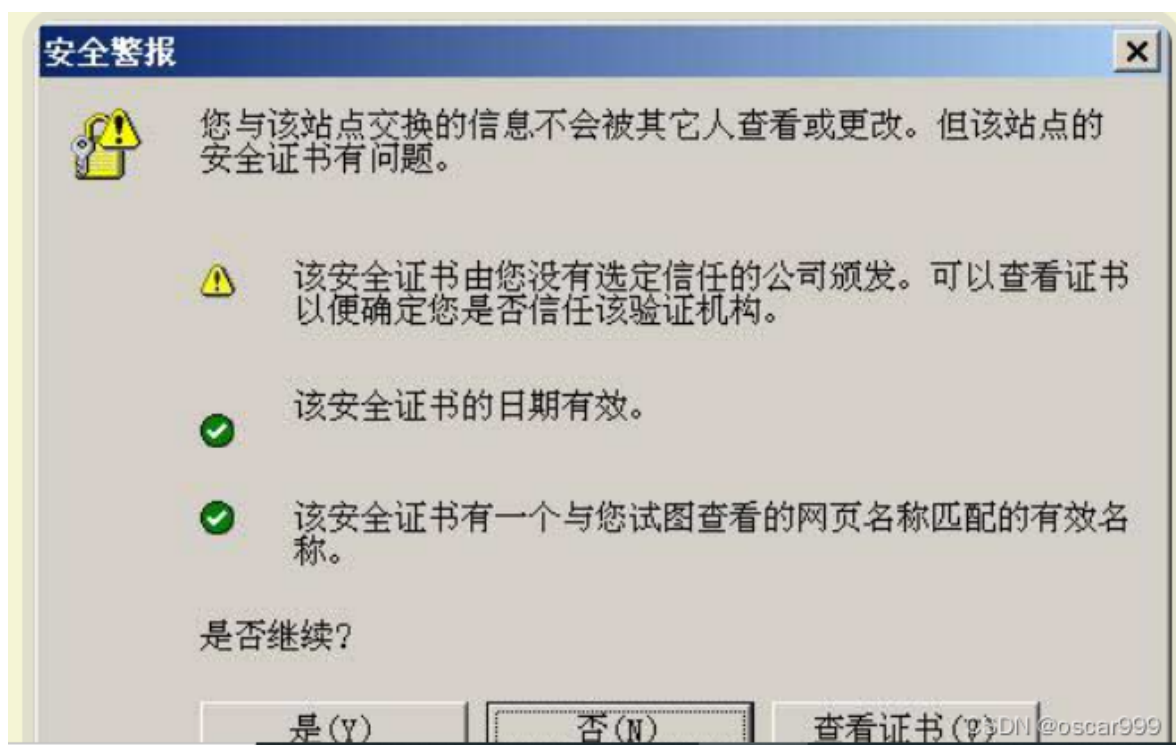 安全警报
您与该站点交换的信息不会被其它人查看或更改。但该站点的
安全证书有问题。
该安全证书由您没有选定信任的公司颁发。可以查看证书
以便确定您是否信任该验证机构。
该安全证书的日期有效。
该安全证书有一个与您试图查看的网页名称匹配的有效名
称。
是否继续?
是(Y)
否(N)
查看证书(V)
CSDN @oscar999